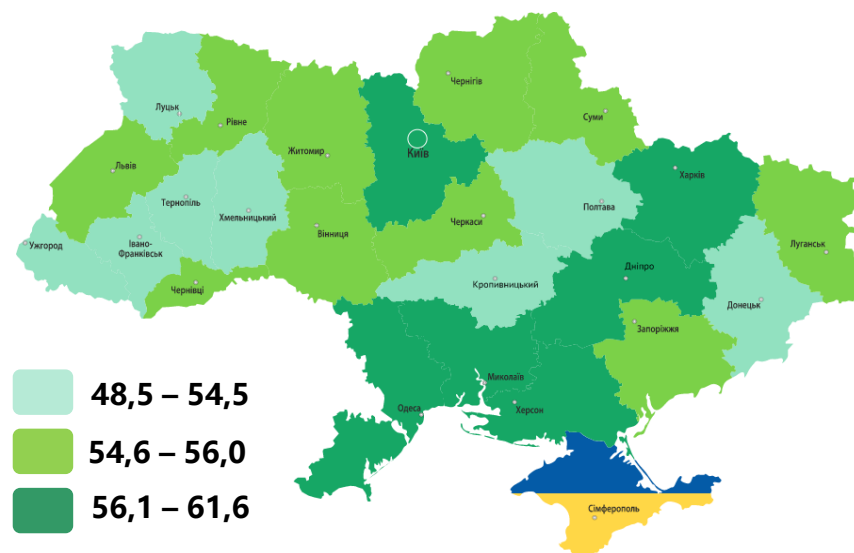 Чернігів
Луцьк
Рівне
Суми
Житомир
Київ
Львів
Харків
Тернопіль
Полтава
Хмельницький
Черкаси
Вінниця
Ужгород
Івано-
Франківськ
Луганськ
Дніпро
Чернівці
Кропивницький
Донецьк
Запоріжжя
Миколаїв
48,5 – 54,5
Одеса
Херсон
54,6 – 56,0
56,1 – 61,6
Сімферополь